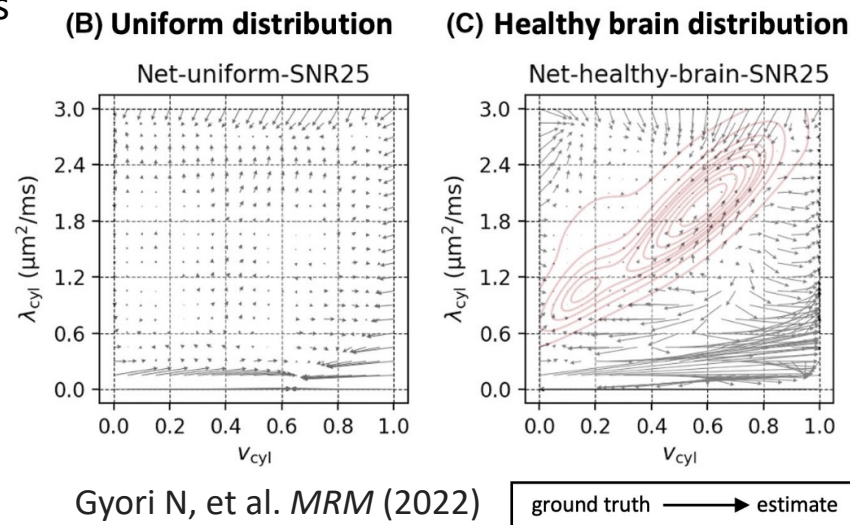 s
(B) Uniform distribution
(C) Healthy brain distribution
Net-uniform-SNR25
Net-healthy-brain-SNR25
3.0
2.4
1.8
1.2
0.6
0.0
λcyl (μm²/ms)
0.0 0.2 0.4 0.6 0.8 1.0
vcyl
3.0
2.4
1.8
1.2
0.6
0.0
λcyl (μm²/ms)
0.0 0.2 0.4 0.6 0.8 1.0
vcyl
Gyori N, et al. MRM (2022)
ground truth estimate